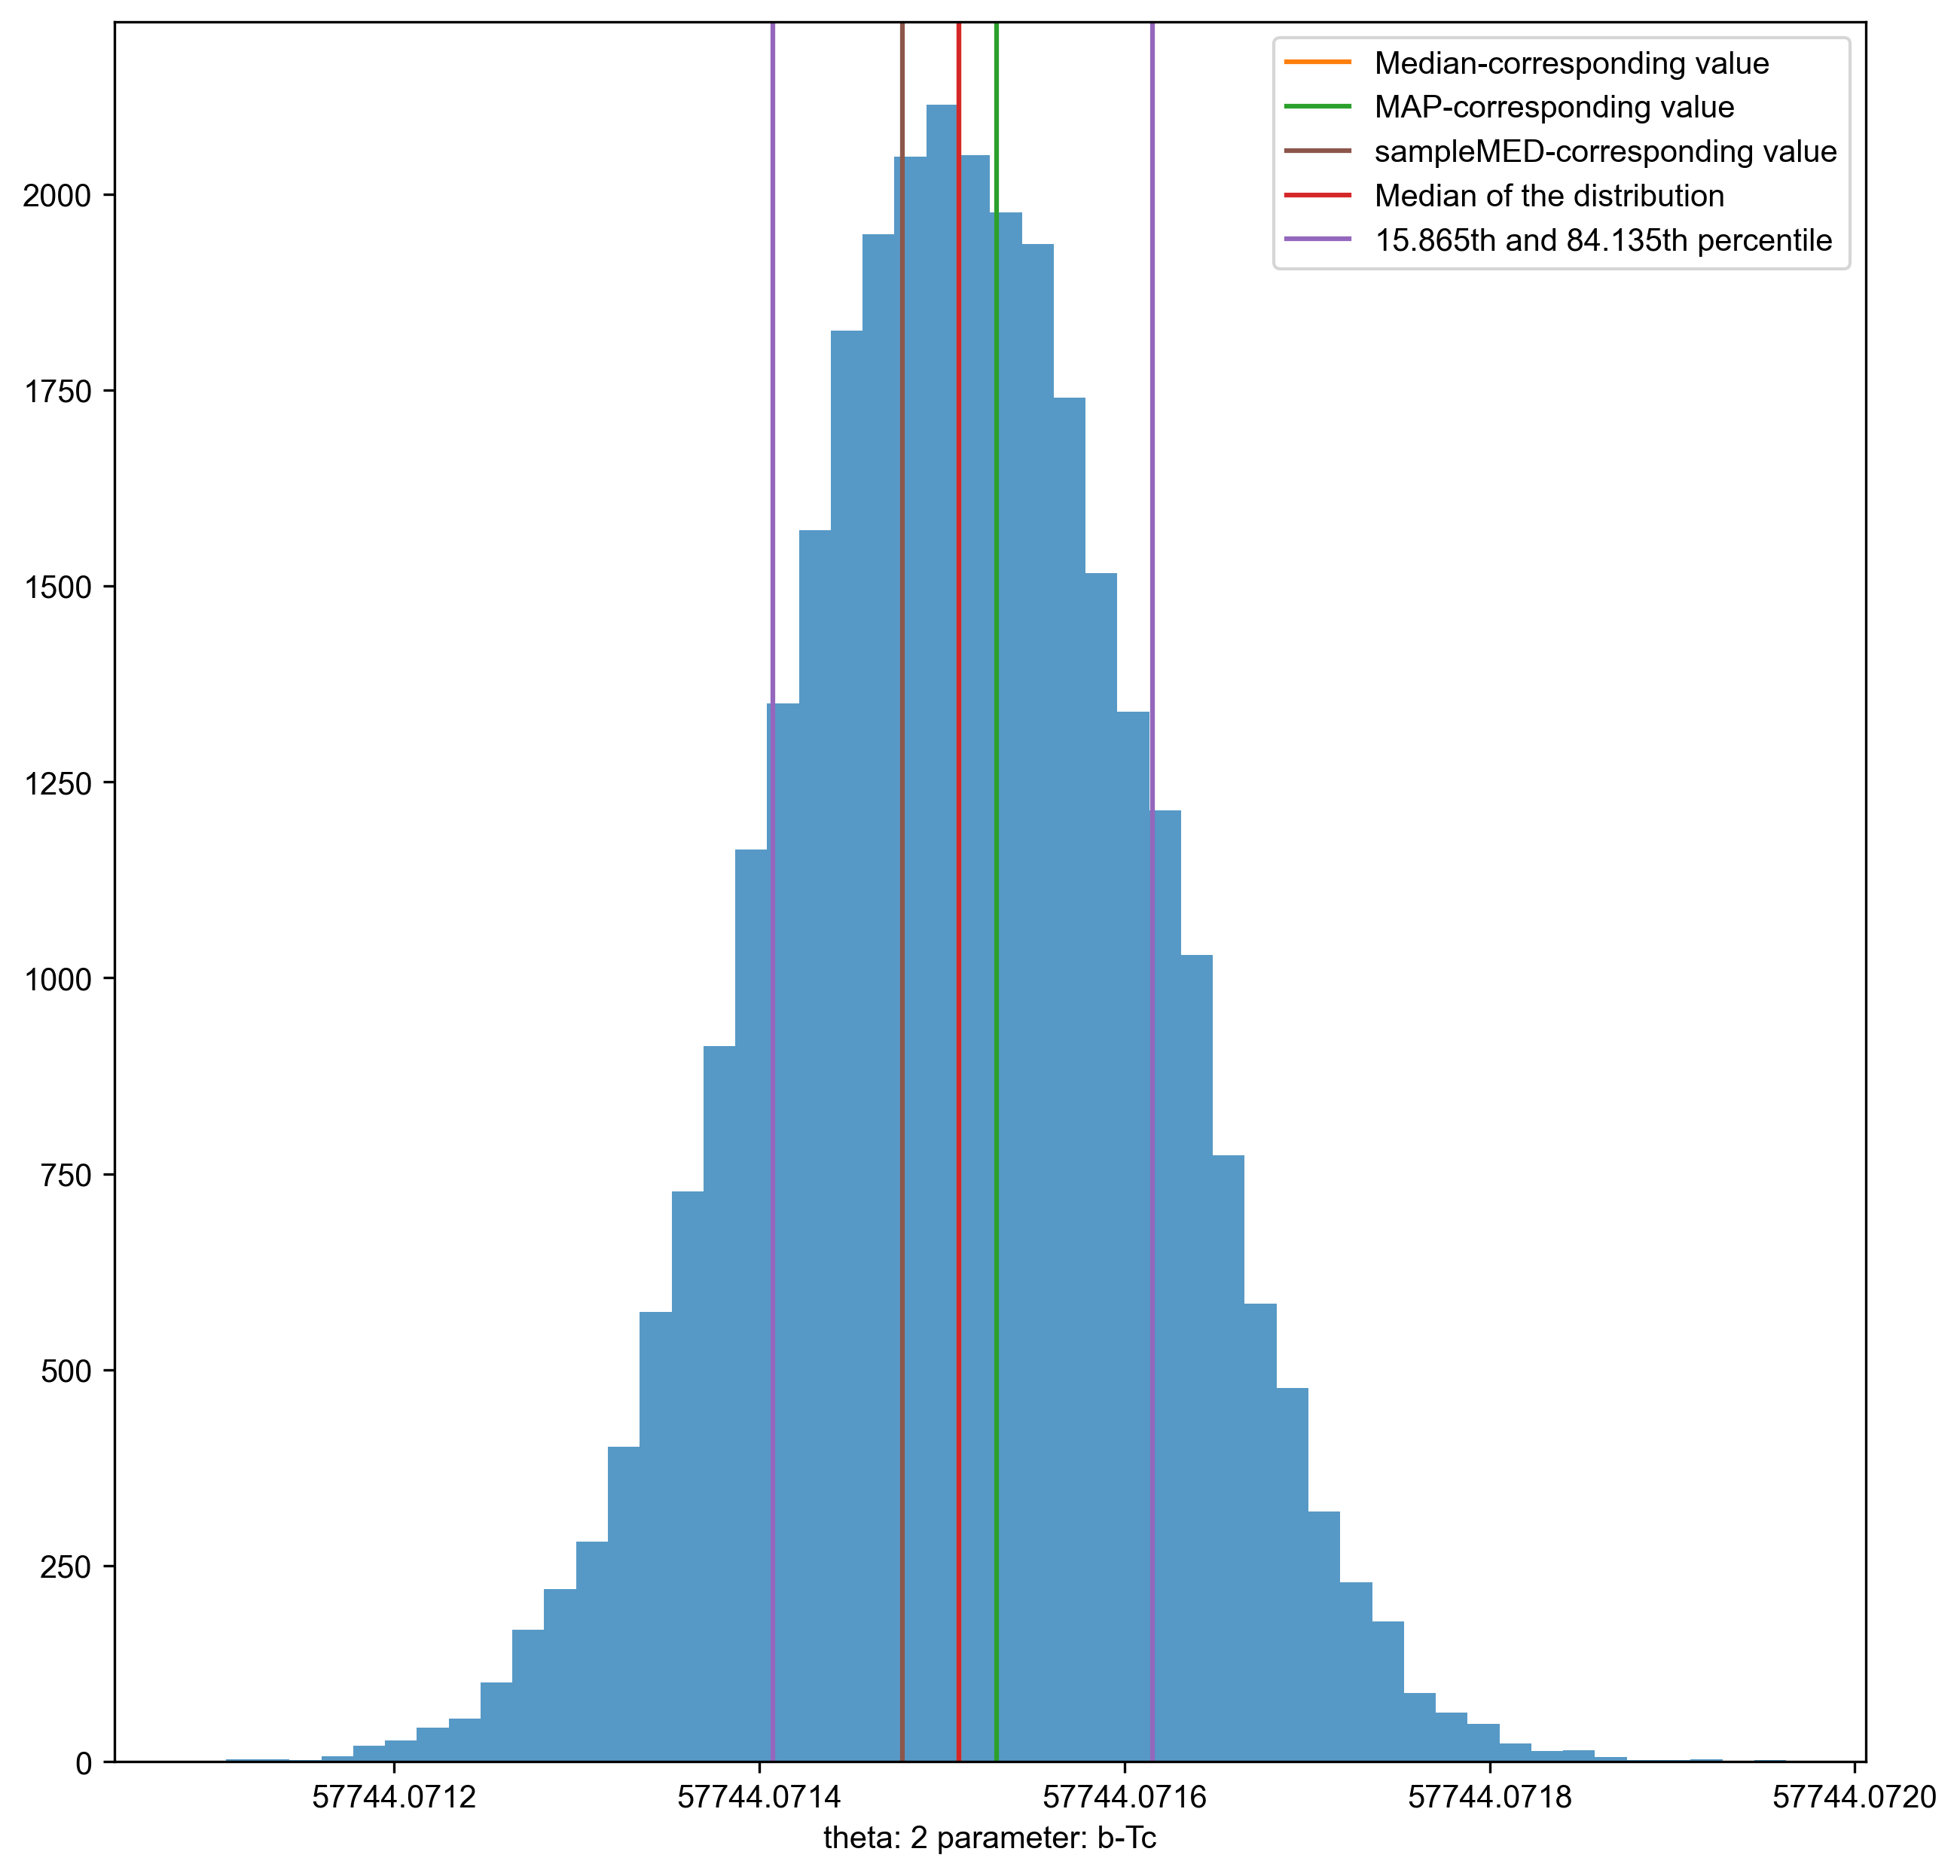 Median-corresponding value
MAP-corresponding value
sampleMED-corresponding value
Median of the distribution
15.865th and 84.135th percentile
2000
1750
1500
1250
1000
750
500
250
0
57744.0712 57744.0714 57744.0716 57744.0718 57744.0720
theta: 2 parameter: b-Tc